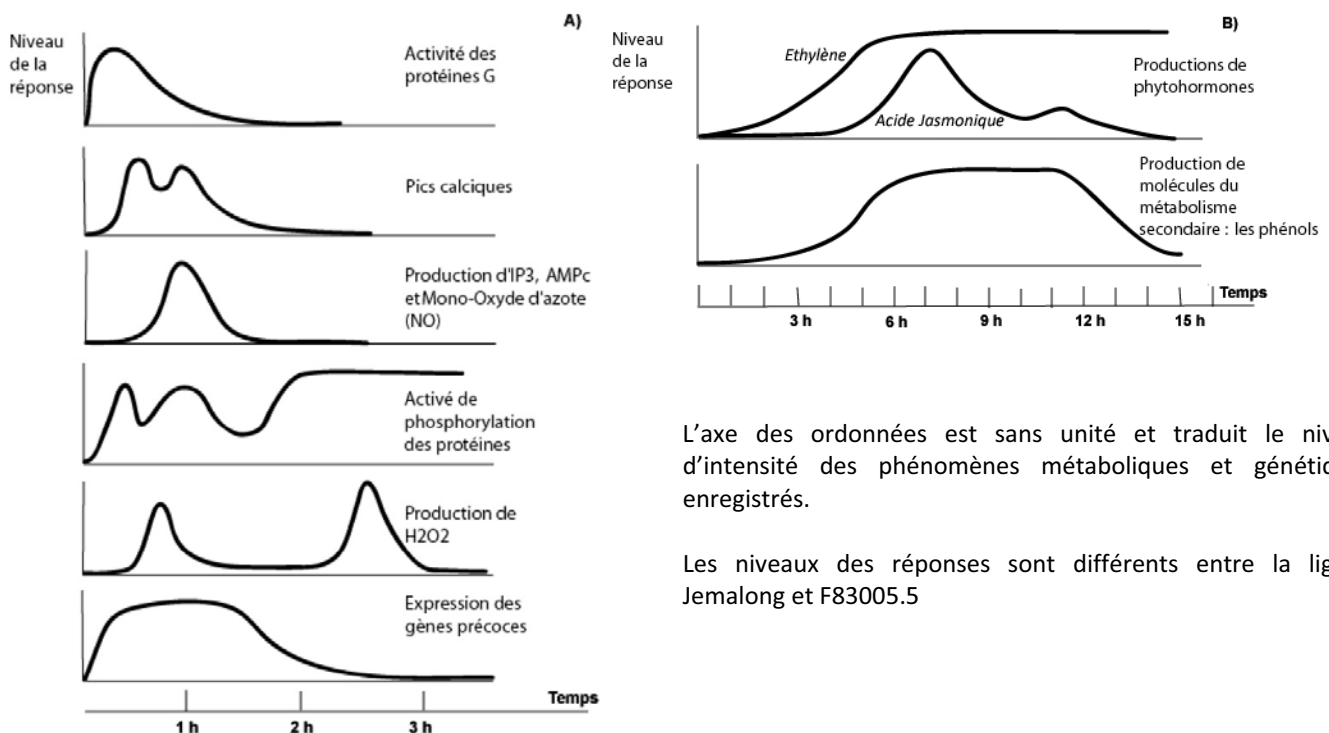 A)
Niveau
de la
réponse
Activité des
protéines G
Pics calciques
Production d'IP3, AMPc
et Mono-Oxyde d'azote
(NO)
Activé de
phosphorylation
des protéines
Production de
H2O2
Expression des
gènes précoces
Temps
1 h 2 h 3 h
B)
Niveau
de la
réponse
Ethylène
Acide Jasmonique
Productions de
phytohormones
Production de
molécules du
métabolisme
secondaire : les phénols
Temps
3 h 6 h 9 h 12 h 15 h
L'axe des ordonnées est sans unité et traduit le niv
d'intensité des phénomènes métaboliques et génétic
enregistrés.
Les niveaux des réponses sont différents entre la lig
Jemalong et F83005.5